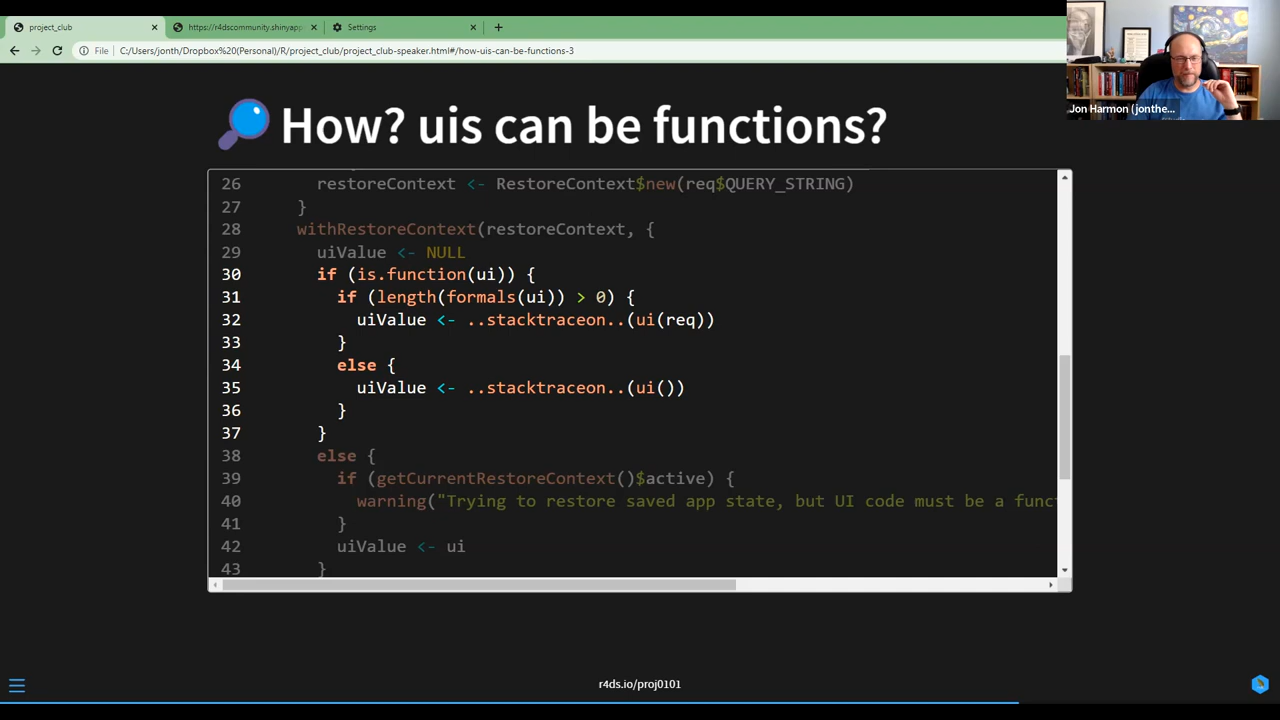 project_club
https://r4dscommunity.shinyapp
Settings
File
C:/Users/jonth/Dropbox%20(Personal)/R/project_club/project_club-speaker.html#/how-uis-can-be-functions-3
Jon Harmon (jonthe...
How? uis can be functions?
26 restoreContext <- RestoreContext$new(req$QUERY_STRING)
27 }
28 withRestoreContext(restoreContext, {
29 uiValue <- NULL
30 if (is.function(ui)) {
31 if (length(formals(ui)) > 0) {
32 uiValue <- ..stacktraceon..(ui(req))
33 }
34 else {
35 uiValue <- ..stacktraceon..(ui())
36 }
37 }
38 else {
39 if (getCurrentRestoreContext()$active) {
40 warning("Trying to restore saved app state, but UI code must be a func
41 }
42 uiValue <- ui
43 }
r4ds.io/proj0101